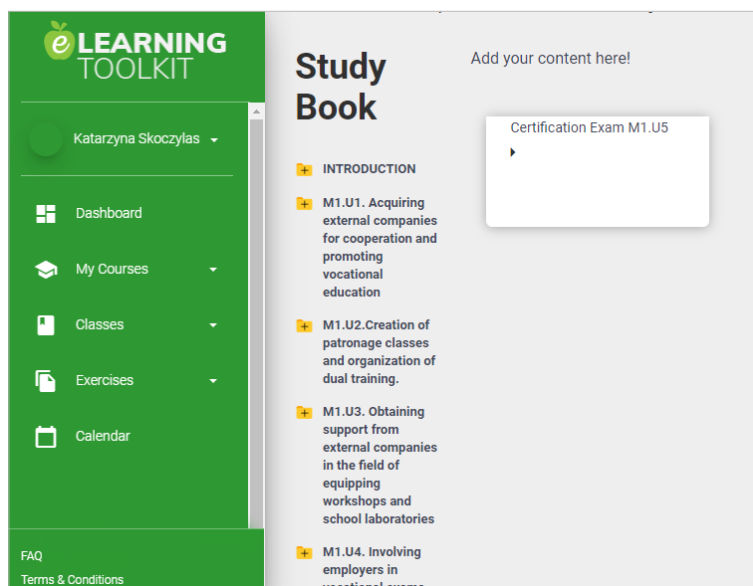 eLEARNING
TOOLKIT
Katarzyna Skoczylas
Dashboard
My Courses
Classes
Exercises
Calendar
FAQ
Terms & Conditions
Study
Book
INTRODUCTION
M1.U1. Acquiring
external companies
for cooperation and
promoting
vocational
education
M1.U2.Creation of
patronage classes
and organization of
dual training.
M1.U3. Obtaining
support from
external companies
in the field of
equipping
workshops and
school laboratories
M1.U4. Involving
employers in
vocational exams
Add your content here!
Certification Exam M1.U5